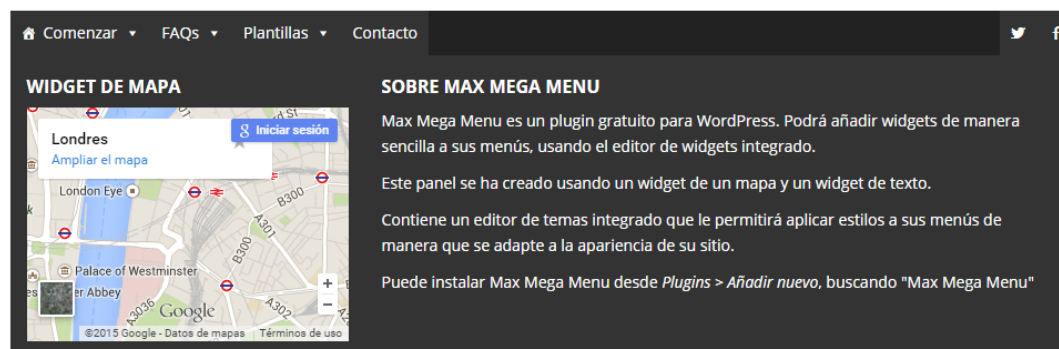 Comenzar ▾ FAQs ▾ Plantillas ▾ Contacto
WIDGET DE MAPA
Londres
Ampliar el mapa
Iniciar sesión
London Eye
B300
A301
B300
Palace of Westminster
er Abbey
A3036
A302
Google
©2015 Google - Datos de mapas Términos de uso
SOBRE MAX MEGA MENU
Max Mega Menu es un plugin gratuito para WordPress. Podrá añadir widgets de manera
sencilla a sus menús, usando el editor de widgets integrado.
Este panel se ha creado usando un widget de un mapa y un widget de texto.
Contiene un editor de temas integrado que le permitirá aplicar estilos a sus menús de
manera que se adapte a la apariencia de su sitio.
Puede instalar Max Mega Menu desde Plugins > Añadir nuevo, buscando "Max Mega Menu"